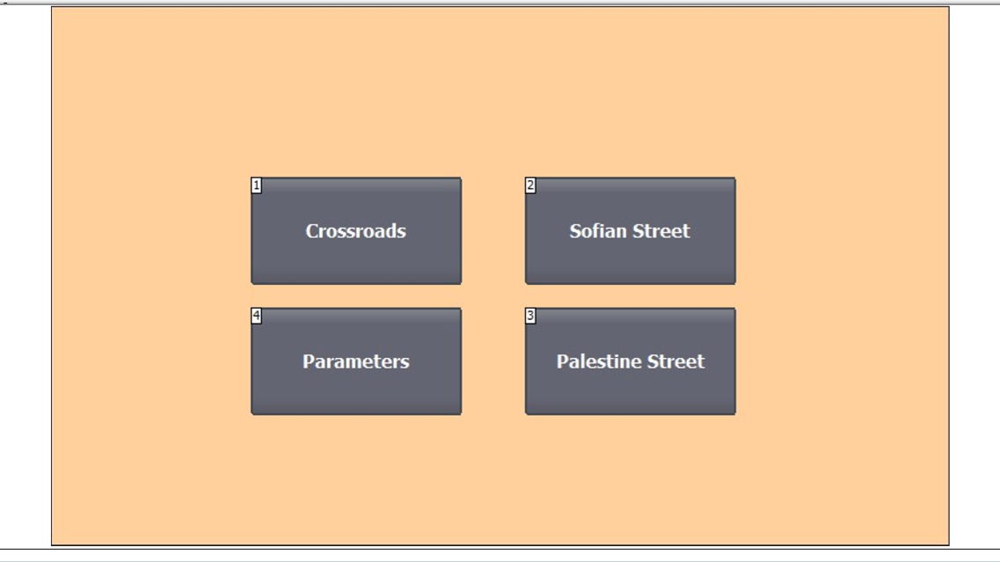 1
Crossroads
2
Sofian Street
4
Parameters
3
Palestine Street